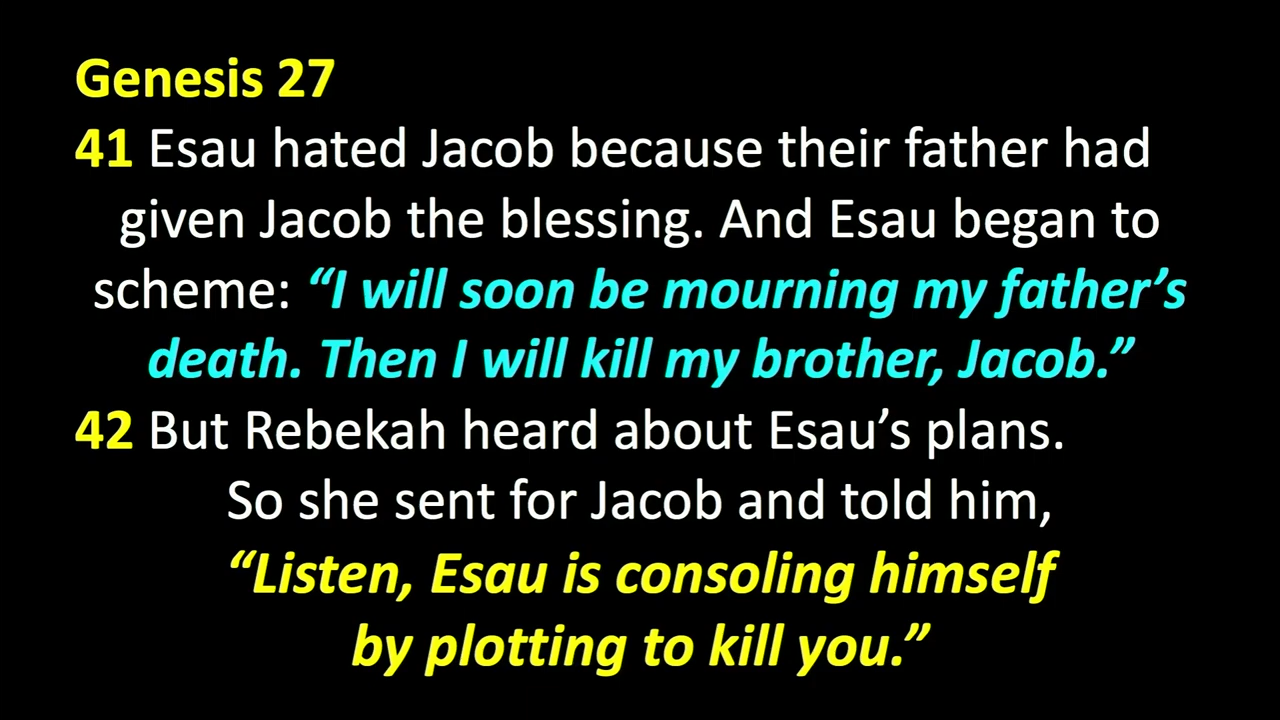 Genesis 27
41 Esau hated Jacob because their father had
given Jacob the blessing. And Esau began to
scheme: “I will soon be mourning my father’s
death. Then I will kill my brother, Jacob.”
42 But Rebekah heard about Esau’s plans.
So she sent for Jacob and told him,
“Listen, Esau is consoling himself
by plotting to kill you.”